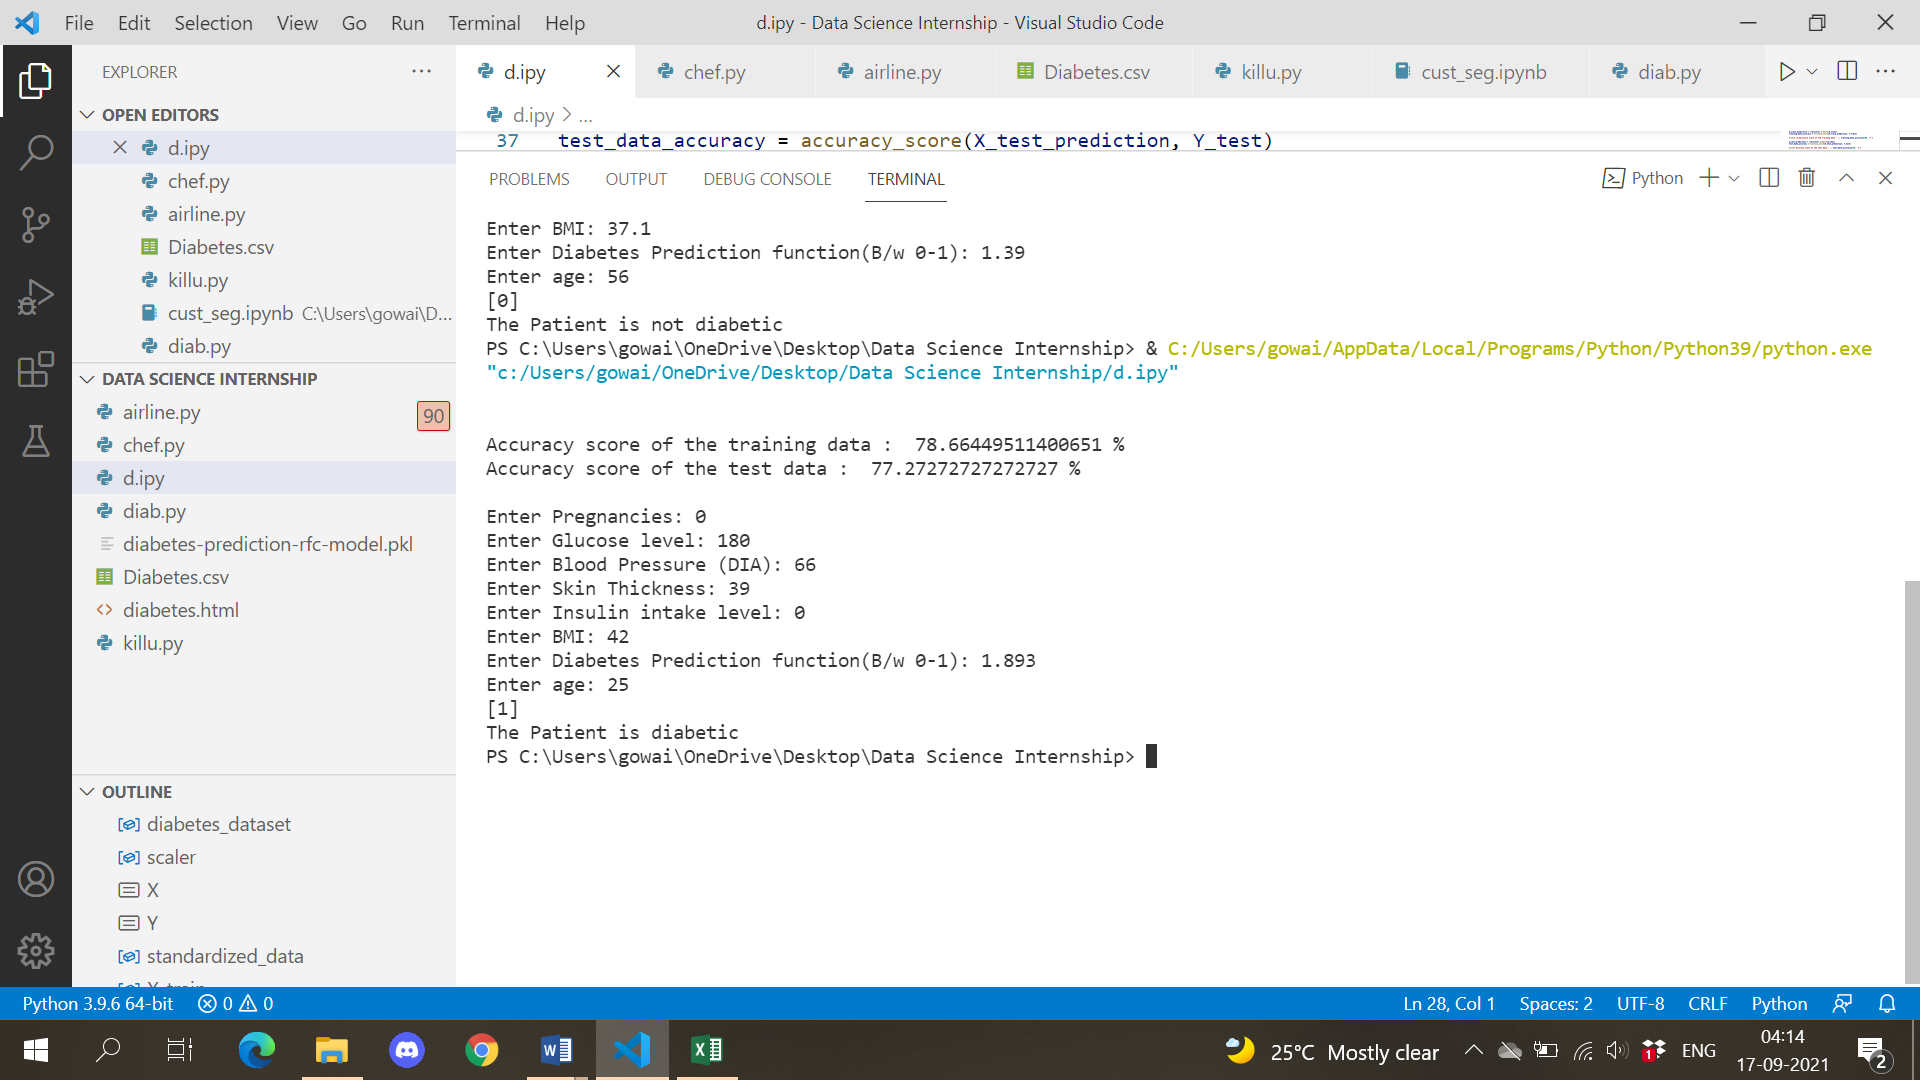 File Edit Selection View Go Run Terminal Help
d.ipy - Data Science Internship - Visual Studio Code
EXPLORER
OPEN EDITORS
d.ipy
chef.py
airline.py
Diabetes.csv
killu.py
cust_seg.ipynb C:\Users\gowai\D...
diab.py
DATA SCIENCE INTERNSHIP
airline.py
90
chef.py
d.ipy
diab.py
diabetes-prediction-rfc-model.pkl
Diabetes.csv
diabetes.html
killu.py
OUTLINE
diabetes_dataset
scaler
X
Y
standardized_data
d.ipy chef.py airline.py Diabetes.csv killu.py cust_seg.ipynb diab.py
d.ipy > ...
37 test_data_accuracy = accuracy_score(X_test_prediction, Y_test)
PROBLEMS OUTPUT DEBUG CONSOLE TERMINAL
Python
Enter BMI: 37.1
Enter Diabetes Prediction function(B/w 0-1): 1.39
Enter age: 56
[0]
The Patient is not diabetic
PS C:\Users\gowai\OneDrive\Desktop\Data Science Internship> & C:/Users/gowai/AppData/Local/Programs/Python/Python39/python.exe
"c:/Users/gowai/OneDrive/Desktop/Data Science Internship/d.ipy"
Accuracy score of the training data :  78.66449511400651 %
Accuracy score of the test data :  77.27272727272727 %
Enter Pregnancies: 0
Enter Glucose level: 180
Enter Blood Pressure (DIA): 66
Enter Skin Thickness: 39
Enter Insulin intake level: 0
Enter BMI: 42
Enter Diabetes Prediction function(B/w 0-1): 1.893
Enter age: 25
[1]
The Patient is diabetic
PS C:\Users\gowai\OneDrive\Desktop\Data Science Internship>
Python 3.9.6 64-bit 0 0
Ln 28, Col 1 Spaces: 2 UTF-8 CRLF Python
25°C Mostly clear
1
ENG
04:14
17-09-2021
2